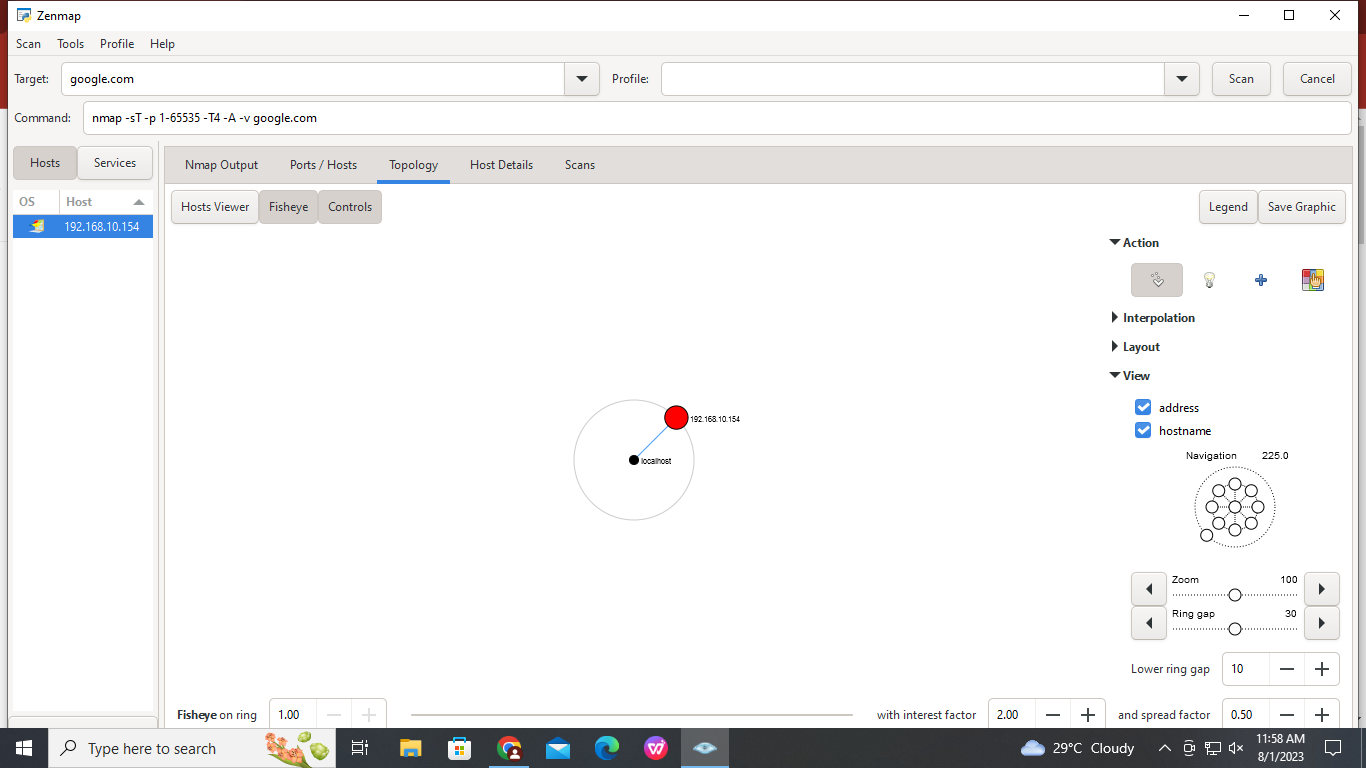 Zenmap
Scan Tools Profile Help
Target: google.com Profile: Scan Cancel
Command: nmap -sT -p 1-65535 -T4 -A -v google.com
Hosts Services
OS Host
192.168.10.154
Nmap Output Ports / Hosts Topology Host Details Scans
Hosts Viewer Fisheye Controls Legend Save Graphic
192.168.10.154
localhost
Action
Interpolation
Layout
View
address
hostname
Navigation 225.0
Zoom 100
Ring gap 30
Lower ring gap 10
Fisheye on ring 1.00 with interest factor 2.00 and spread factor 0.50
Type here to search
29°C Cloudy
11:58 AM
8/1/2023